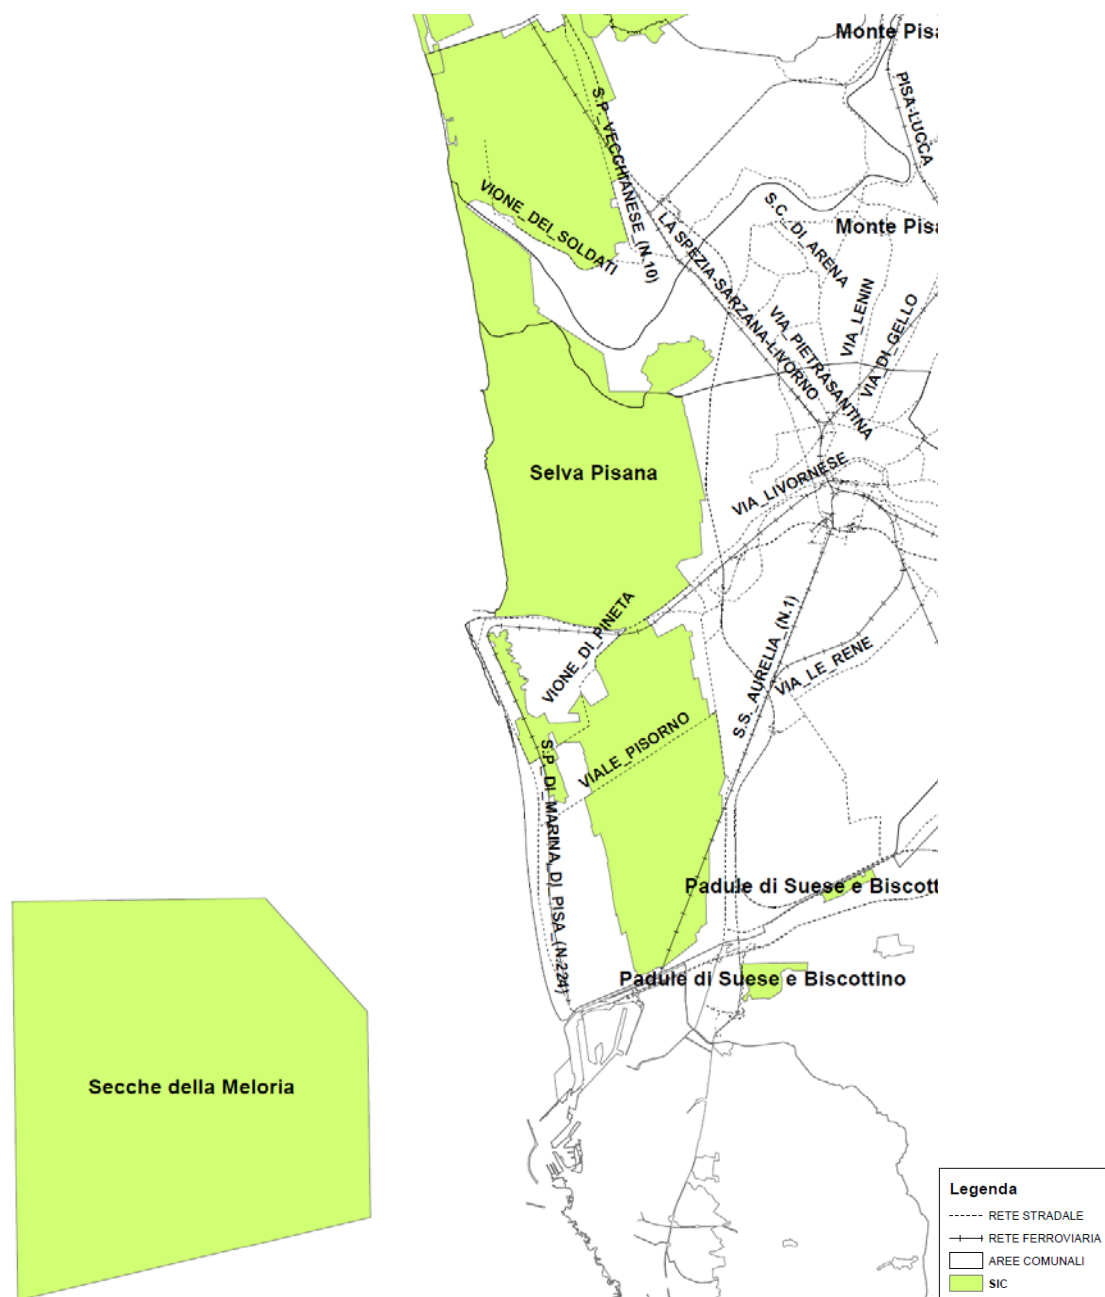 Monte Pisa
PISA-LUCCA
S.P._VECCHIANESE_(N.10)
VIONE_DEI_SOLDATI
LA SPEZIA-SARZANA-LIVORNO
S.C._DI_ARENA
Monte Pisa
VIA_LENIN
VIA_DI_GELLO
VIA_PIETRASANTINA
Selva Pisana
VIA_LIVORNESE
VIONE_DI_PINETA
S.S._AURELIA_(N.1)
VIA_LE_RENE
VIALE_PISORNO
S.P._DI_MARINA_DI_PISA_(N.224)
Padule di Suese e Biscott
Padule di Suese e Biscottino
Secche della Meloria
Legenda
RETE STRADALE
RETE FERROVIARIA
AREE COMUNALI
SIC